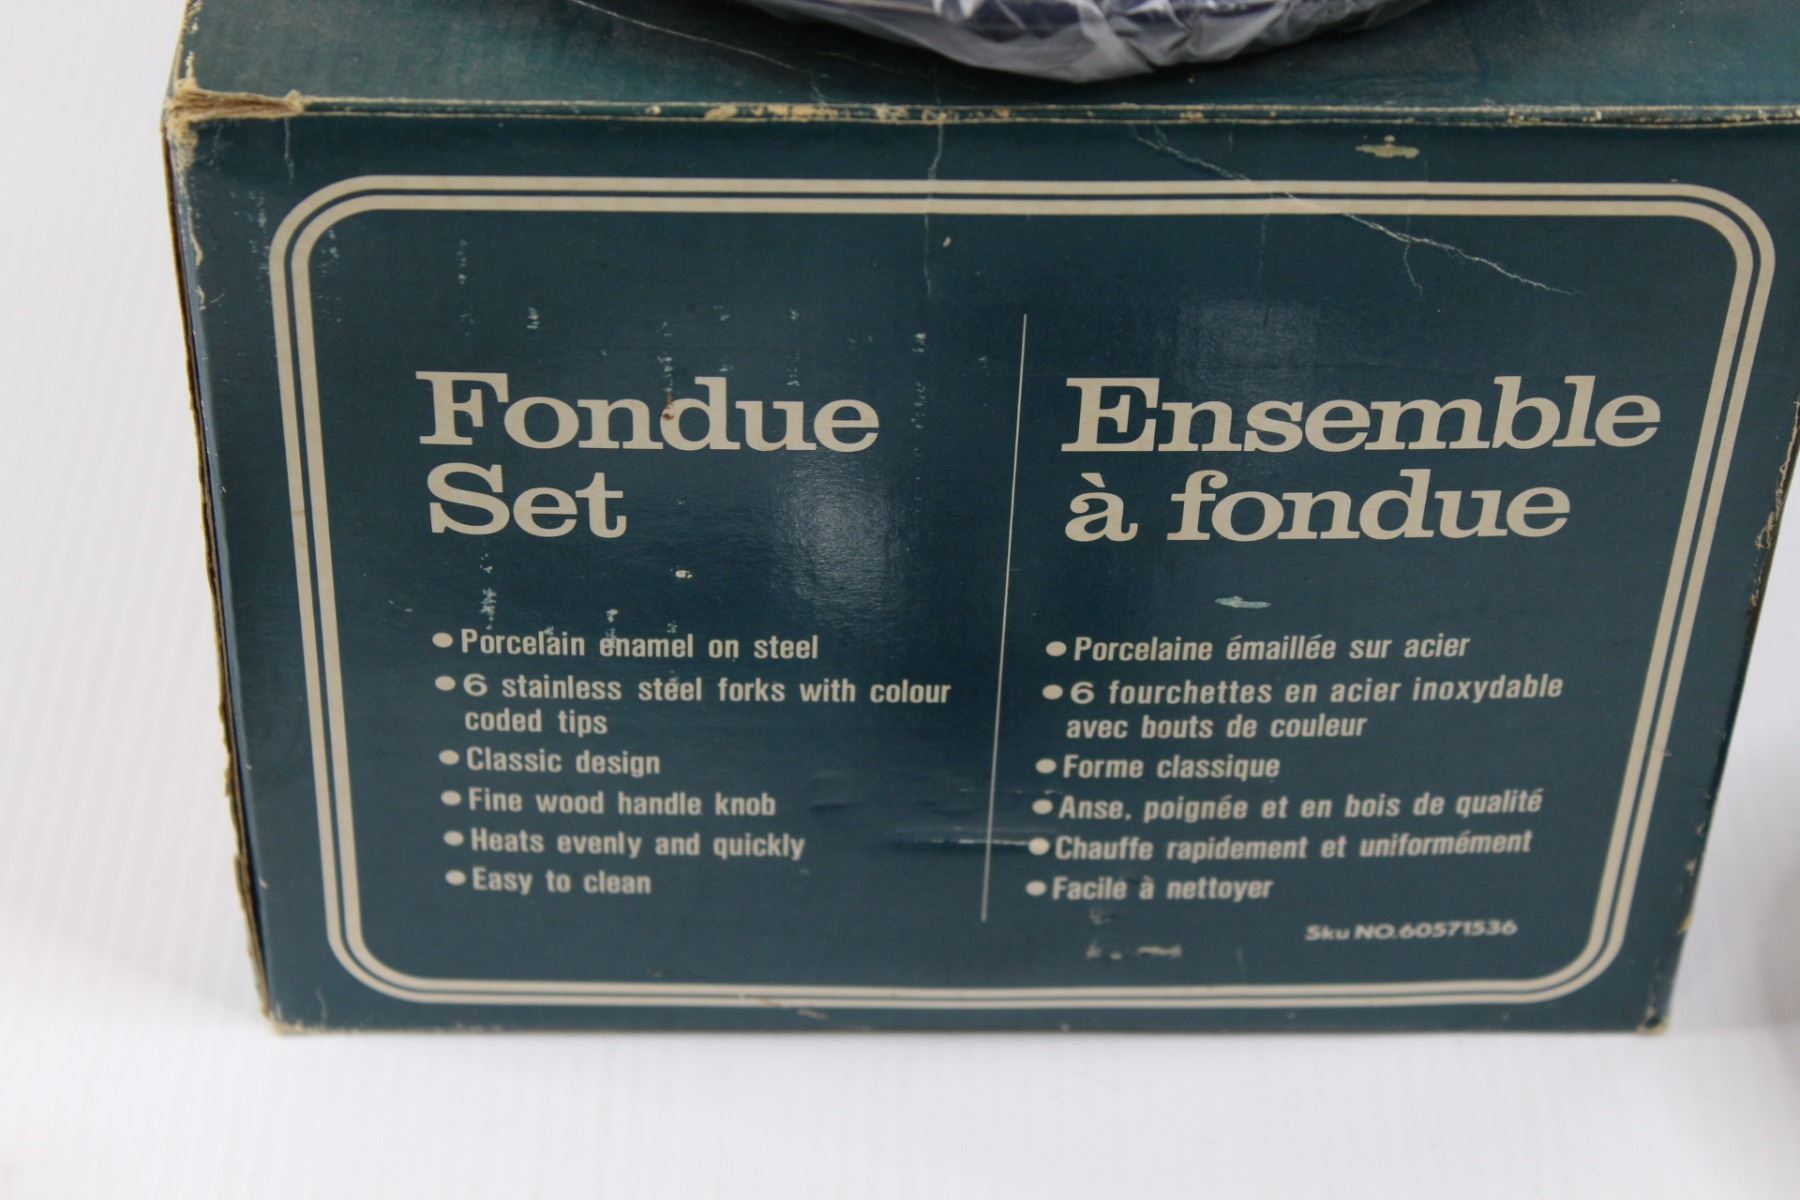 Fondue
Set
● Porcelain enamel on steel
● 6 stainless steel forks with colour
coded tips
● Classic design
● Fine wood handle knob
● Heats evenly and quickly
● Easy to clean
Ensemble
à fondue
● Porcelaine émaillée sur acier
● 6 fourchettes en acier inoxydable
avec bouts de couleur
● Forme classique
● Anse, poignée et en bois de qualité
● Chauffe rapidement et uniformément
● Facile à nettoyer
Sku NO.60571536